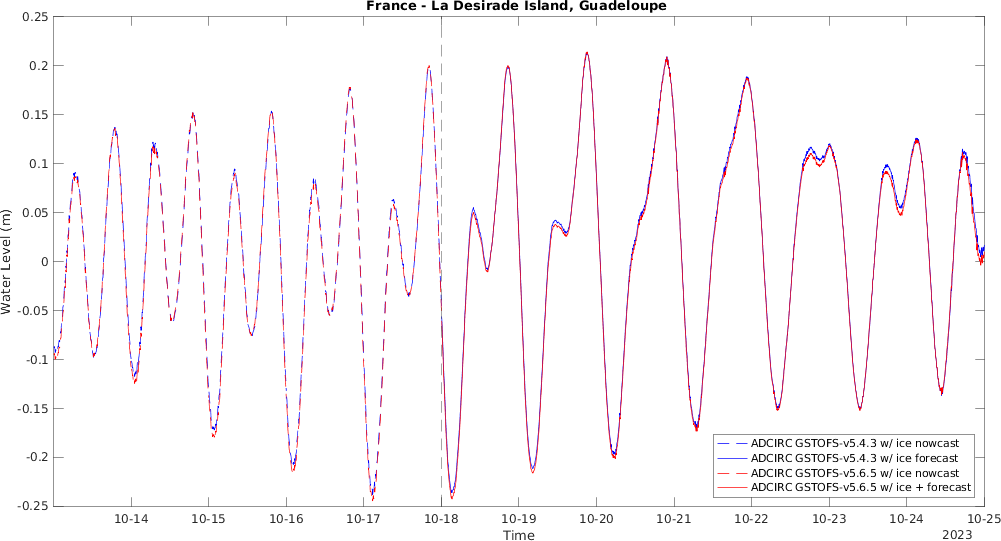 France - La Desirade Island, Guadeloupe
0.25
0.2
0.15
0.1
0.05
0
-0.05
-0.1
-0.15
-0.2
-0.25
Water Level (m)
ADCIRC GSTOFS-v5.4.3 w/ ice nowcast
ADCIRC GSTOFS-v5.4.3 w/ ice forecast
ADCIRC GSTOFS-v5.6.5 w/ ice nowcast
ADCIRC GSTOFS-v5.6.5 w/ ice + forecast
10-14 10-15 10-16 10-17 10-18 10-19 10-20 10-21 10-22 10-23 10-24 10-25
Time
2023